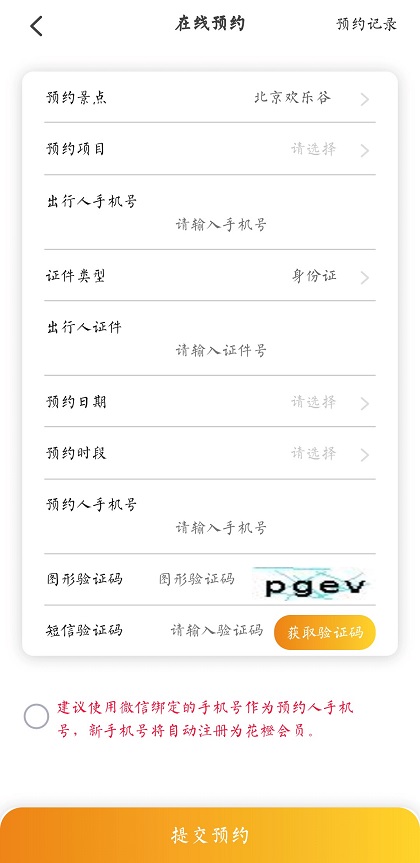 在线预约 预约记录
预约景点 北京欢乐谷
预约项目 请选择
出行人手机号
请输入手机号
证件类型 身份证
出行人证件
请输入证件号
预约日期 请选择
预约时段 请选择
预约人手机号
请输入手机号
图形验证码 图形验证码 pgev
短信验证码 请输入验证码 获取验证码
建议使用微信绑定的手机号作为预约人手机
号，新手机号将自动注册为花橙会员。
提交预约